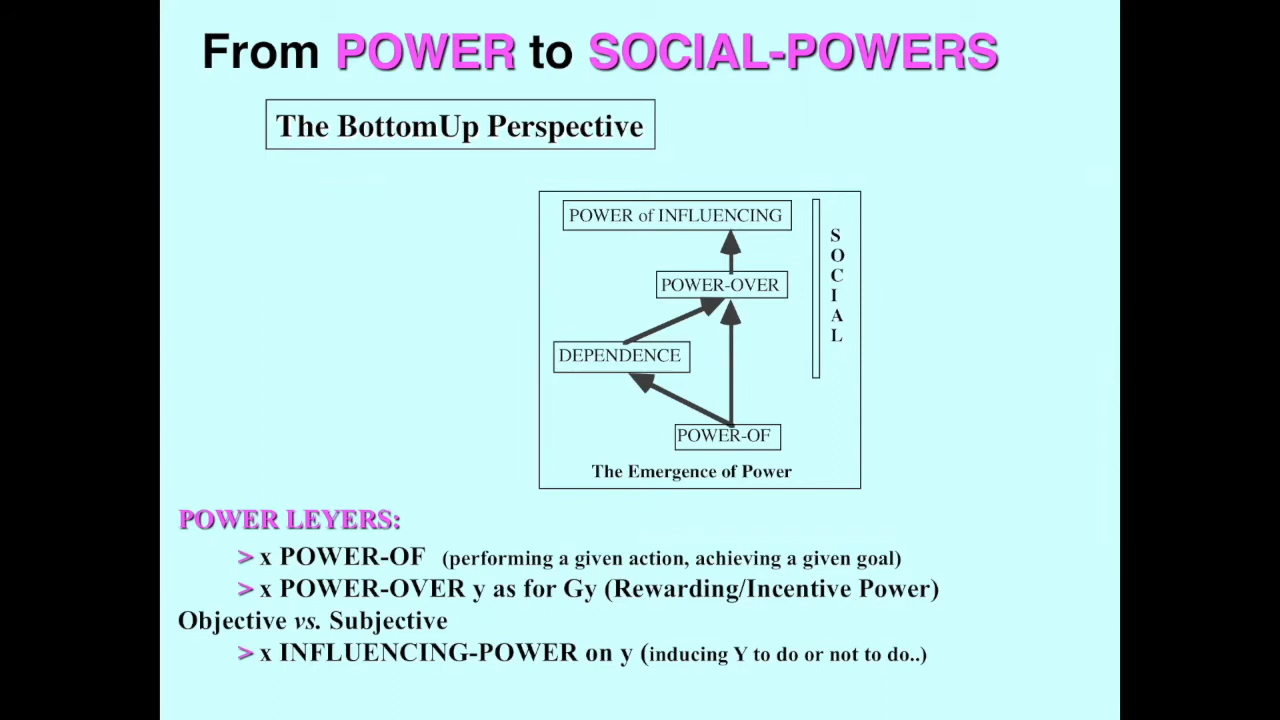 From POWER to SOCIAL-POWERS
The BottomUp Perspective
POWER of INFLUENCING
SOCIAL
POWER-OVER
DEPENDENCE
POWER-OF
The Emergence of Power
POWER LEYERS:
> x POWER-OF (performing a given action, achieving a given goal)
> x POWER-OVER y as for Gy (Rewarding/Incentive Power)
Objective vs. Subjective
> x INFLUENCING-POWER on y (inducing Y to do or not to do..)